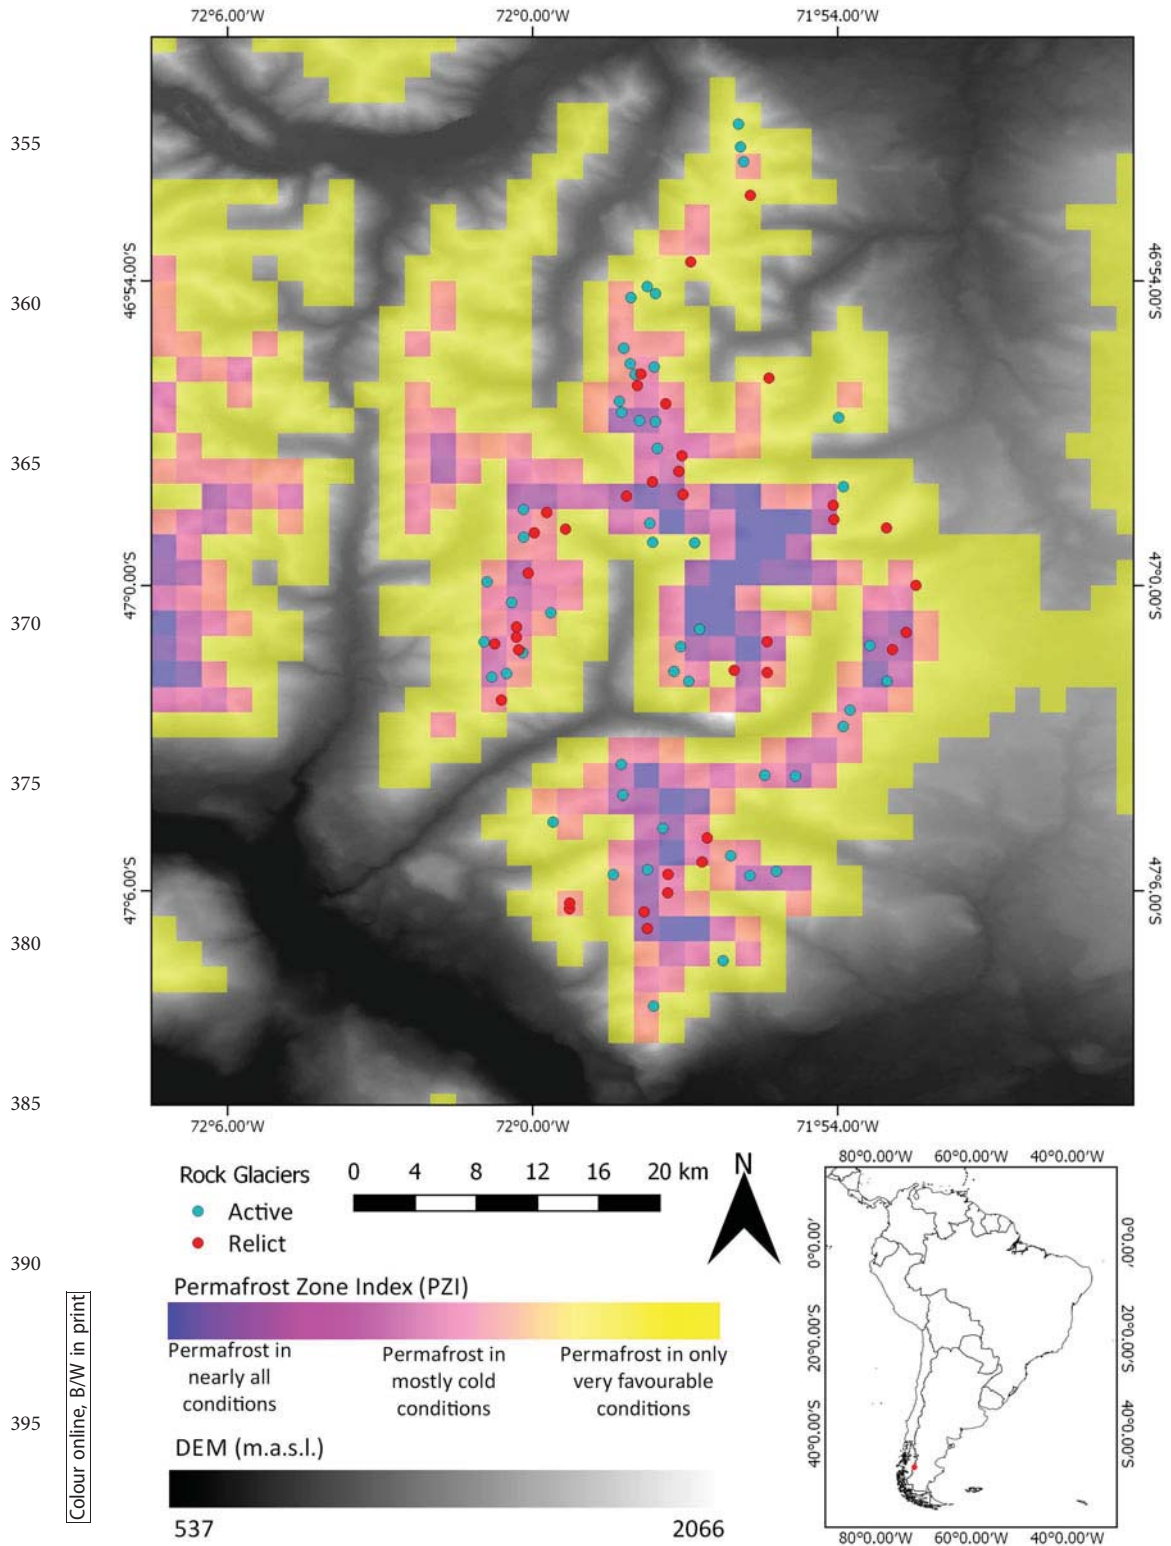 72°6.00'W 72°0.00'W 71°54.00'W
355
46°54.00'S 46°54.00'S
360
365
47°0.00'S 47°0.00'S
370
375
47°6.00'S 47°6.00'S
380
385
72°6.00'W 72°0.00'W 71°54.00'W
Rock Glaciers
Active
Relict
0 4 8 12 16 20 km
N
390
Permafrost Zone Index (PZI)
Permafrost in
nearly all
conditions
Permafrost in
mostly cold
conditions
Permafrost in only
very favourable
conditions
395
DEM (m.a.s.l.)
537 2066
Colour online, B/W in print
80°0.00'W 60°0.00'W 40°0.00'W
0°0.00' 0°0.00'
20°0.00'S 20°0.00'S
40°0.00'S 40°0.00'S
80°0.00'W 60°0.00'W 40°0.00'W